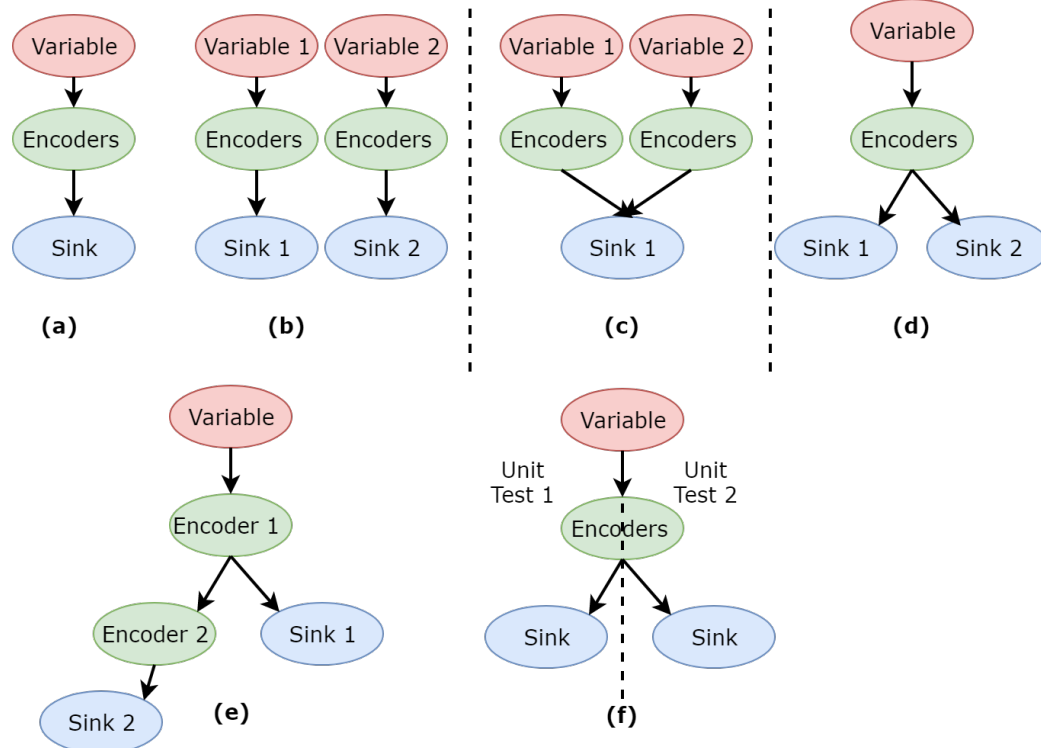 Variable
Variable 1
Variable 2
Variable 1
Variable 2
Variable
Encoders
Encoders
Encoders
Encoders
Encoders
Encoders
Sink
Sink 1
Sink 2
Sink 1
Sink 1
Sink 2
(a)
(b)
(c)
(d)
Variable
Encoder 1
Encoder 2
Sink 1
Sink 2
(e)
Variable
Unit
Test 1
Unit
Test 2
Encoders
Sink
Sink
(f)